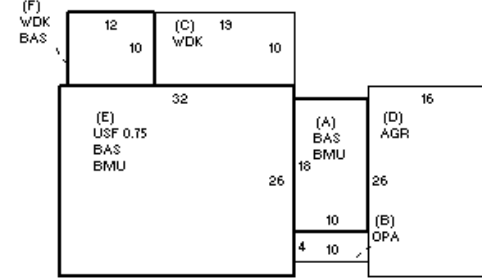 (F)
WDK
BAS
12
10
(C) 19
WDK
10
32
(E)
USF 0.75
BAS
BMU
26
(A)
BAS
BMU
18
10
16
(D)
AGR
26
(B)
OPA
4 10